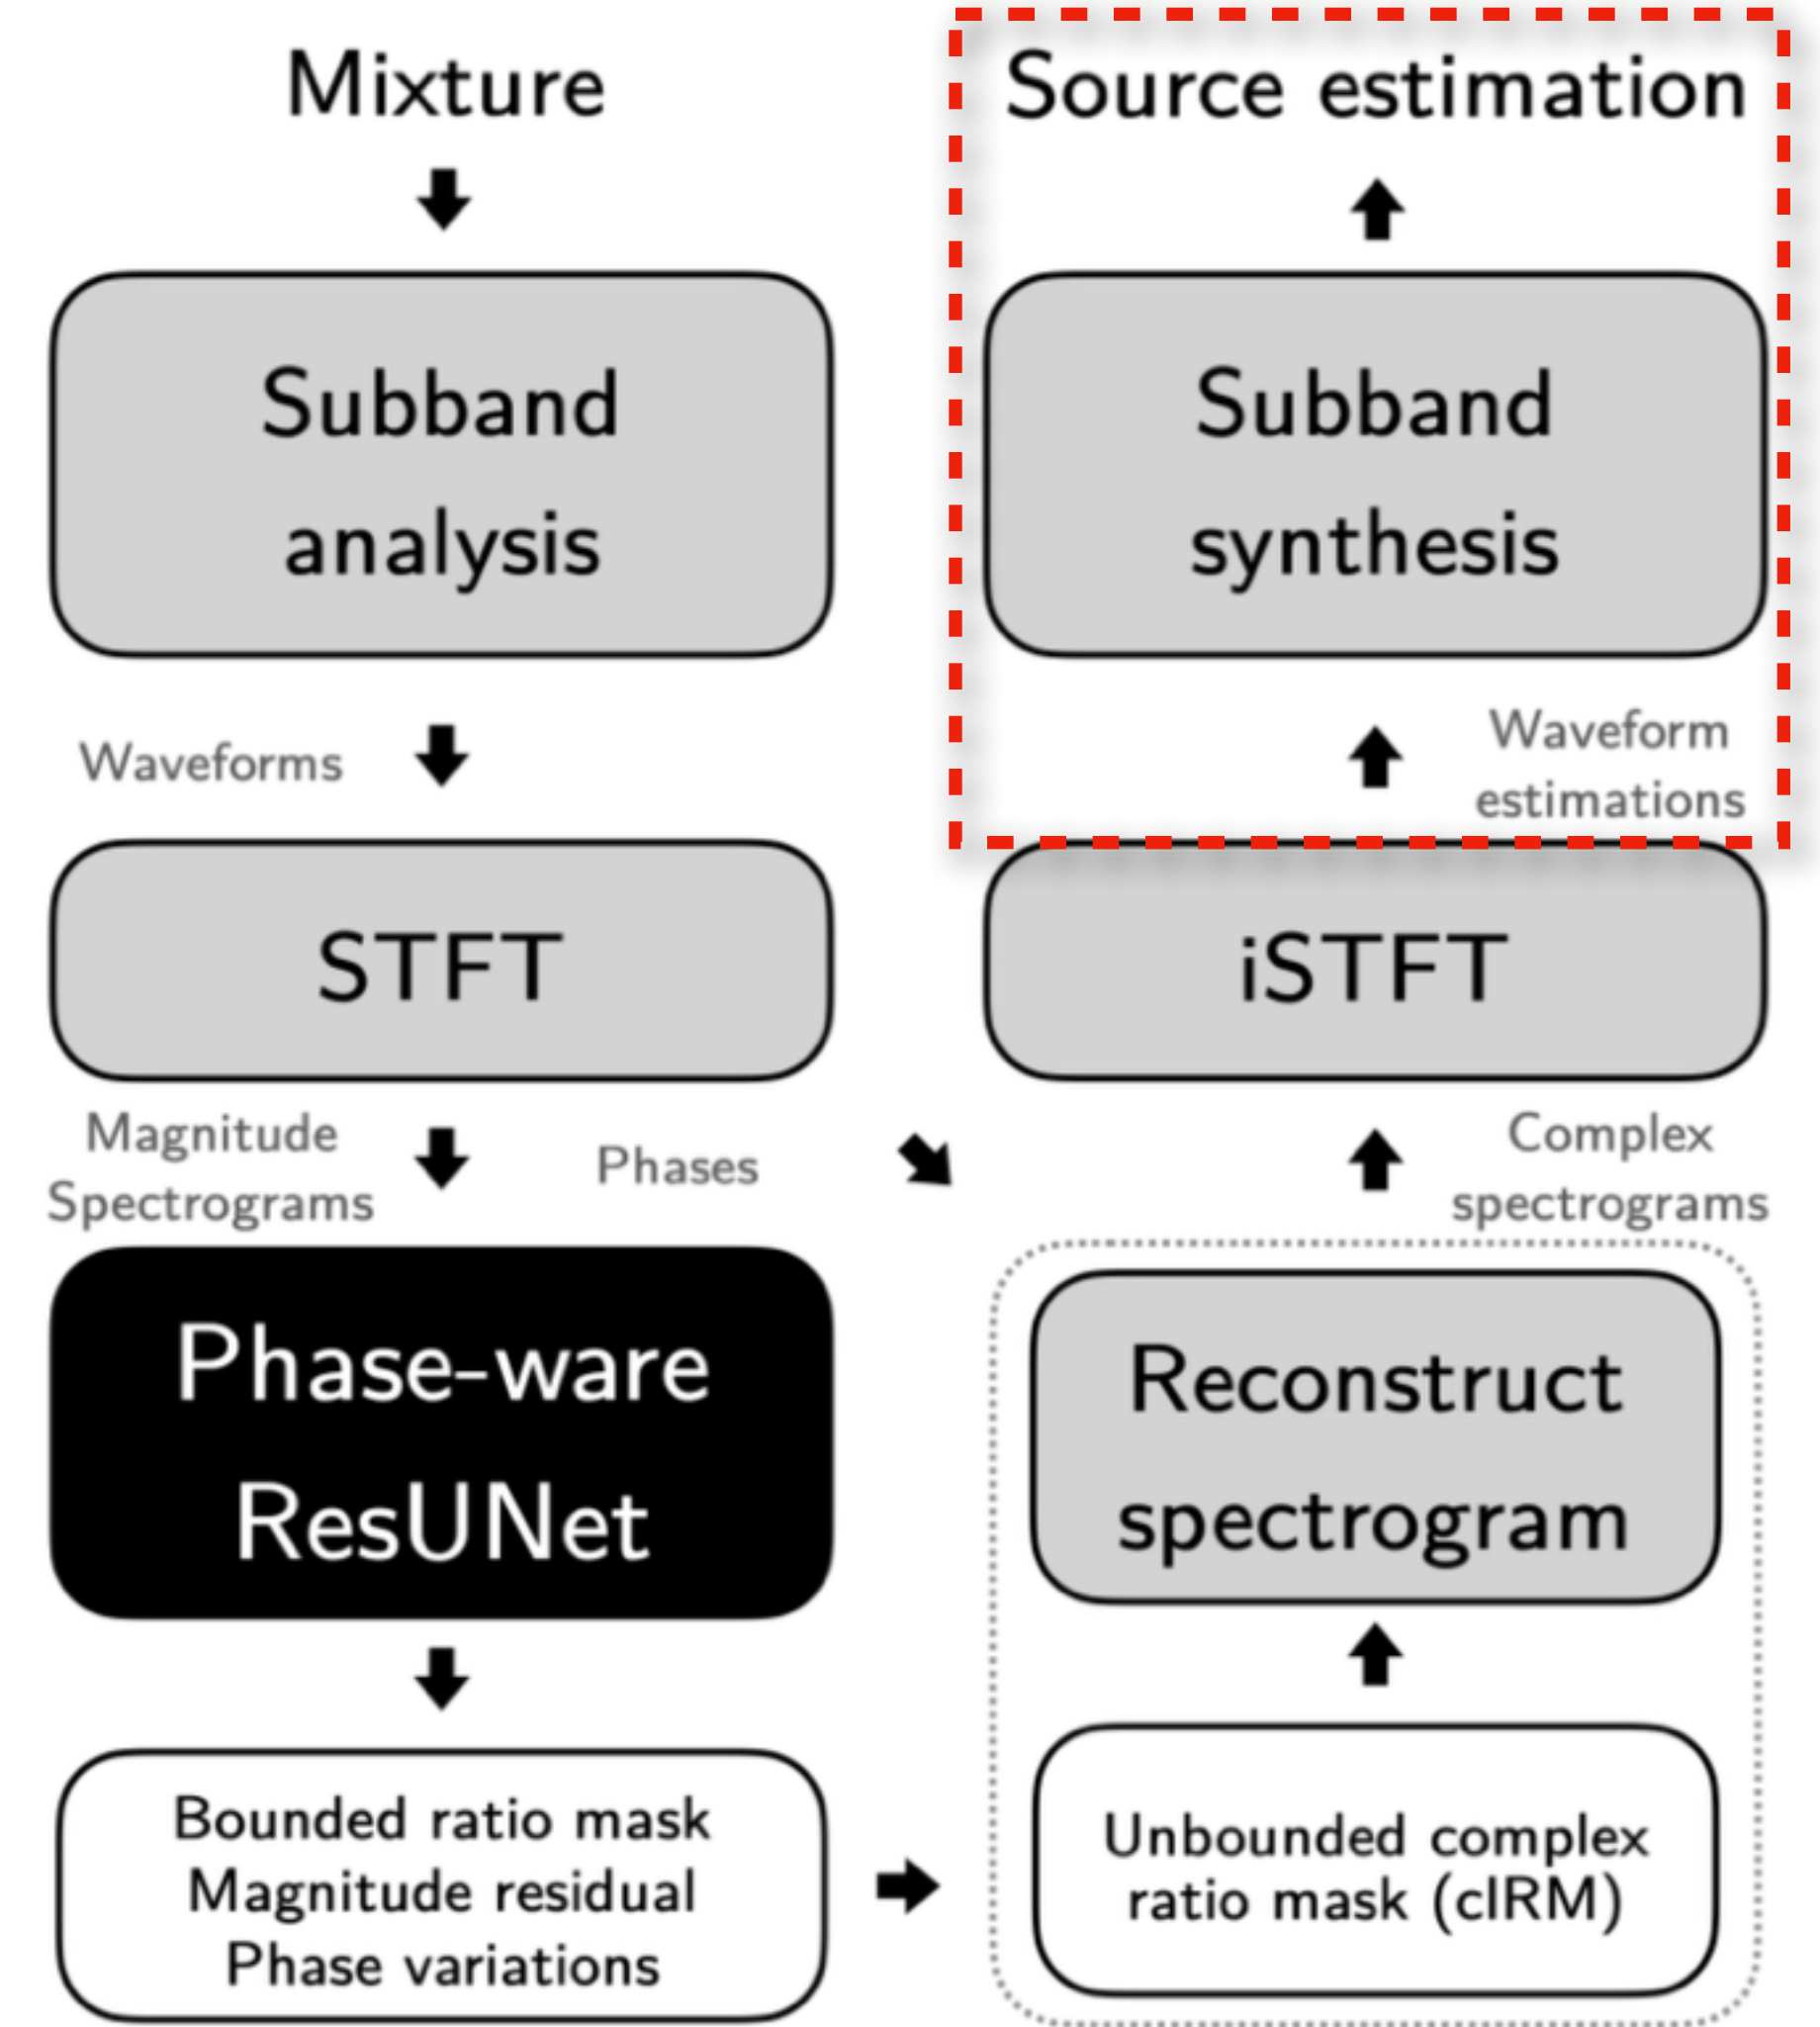 Mixture
Subband
analysis
Waveforms
STFT
Magnitude
Spectrograms
Phases
Phase-ware
ResUNet
Bounded ratio mask
Magnitude residual
Phase variations
Source estimation
Subband
synthesis
Waveform
estimations
iSTFT
Complex
spectrograms
Reconstruct
spectrogram
Unbounded complex
ratio mask (cIRM)